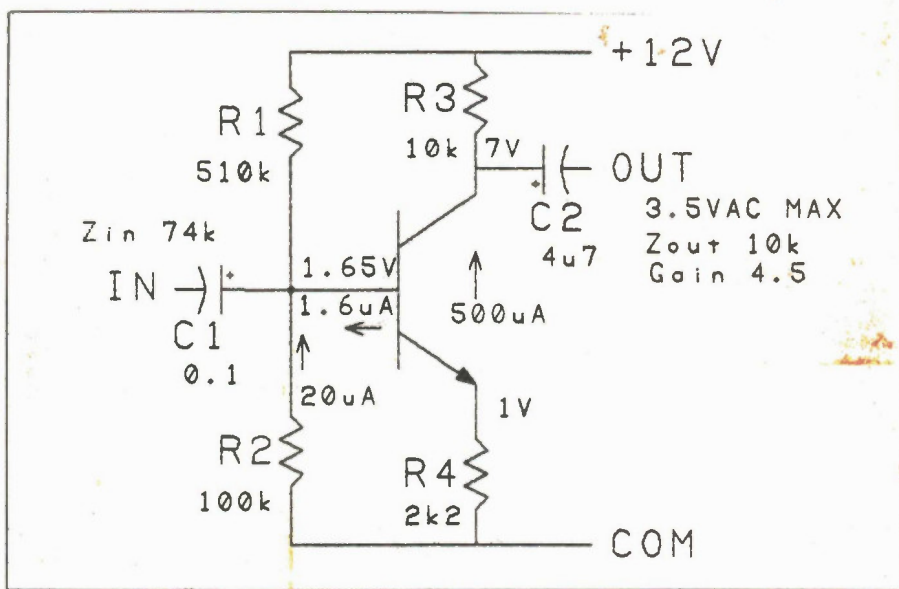 +12V
R1
510k
R3
10k
7V
OUT
C2
4u7
3.5VAC MAX
Zout 10k
Gain 4.5
Zin 74k
IN
C1
0.1
1.65V
1.6uA
500uA
20uA
1V
R2
100k
R4
2k2
COM